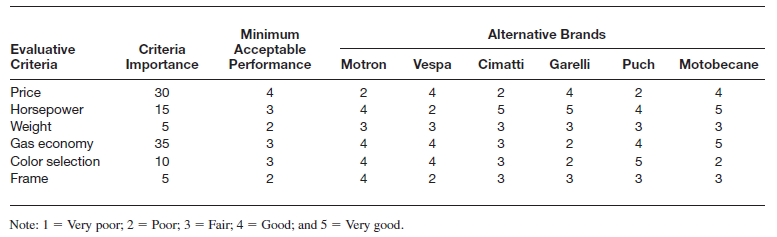 Minimum
Alternative Brands
Evaluative Criteria Acceptable
Criteria Importance Performance Motron Vespa Cimatti Garelli Puch Motobecane
Price 30 4 2 4 2 4 2 4
Horsepower 15 3 4 2 5 5 4 5
Weight 5 2 3 3 3 3 3 3
Gas economy 35 3 4 4 3 2 4 5
Color selection 10 3 4 4 3 2 5 2
Frame 5 2 4 2 3 3 3 3
Note: 1 = Very poor; 2 = Poor; 3 = Fair; 4 = Good; and 5 = Very good.